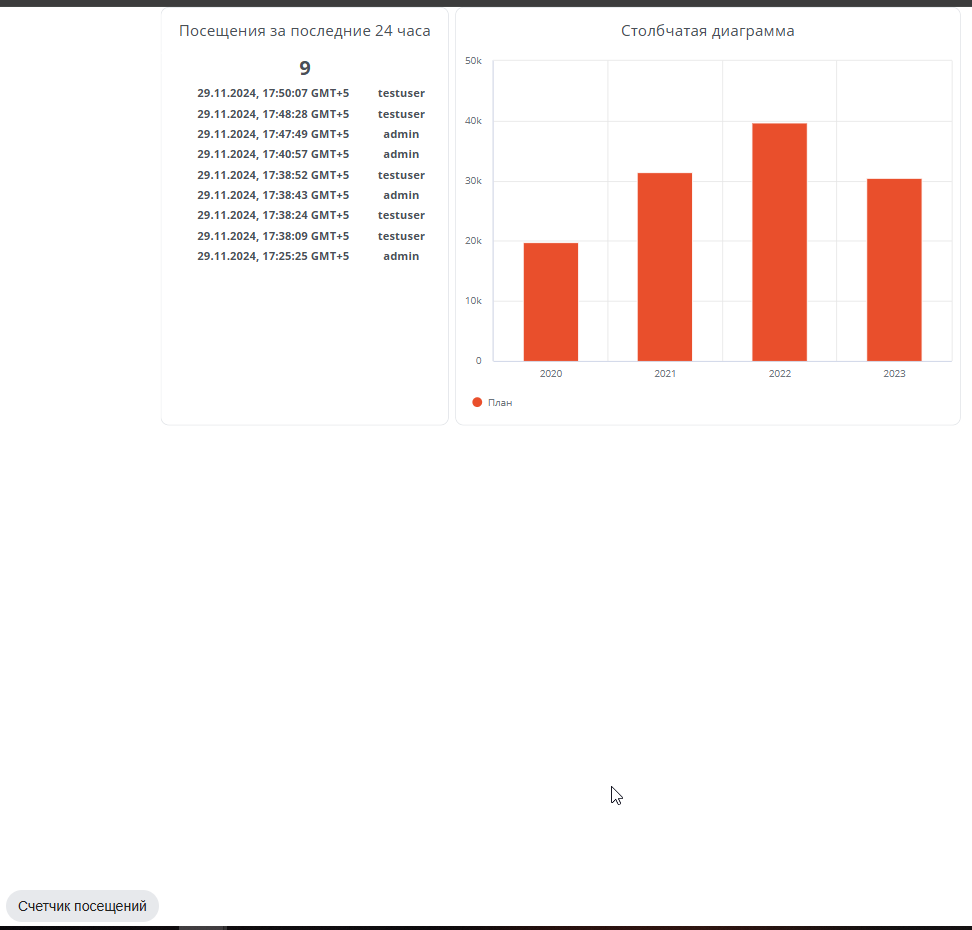 Посещения за последние 24 часа
9
29.11.2024, 17:50:07 GMT+5 testuser
29.11.2024, 17:48:28 GMT+5 testuser
29.11.2024, 17:47:49 GMT+5 admin
29.11.2024, 17:40:57 GMT+5 admin
29.11.2024, 17:38:52 GMT+5 testuser
29.11.2024, 17:38:43 GMT+5 admin
29.11.2024, 17:38:24 GMT+5 testuser
29.11.2024, 17:38:09 GMT+5 testuser
29.11.2024, 17:25:25 GMT+5 admin
Столбчатая диаграмма
50k
40k
30k
20k
10k
0
2020 2021 2022 2023
План
Счетчик посещений